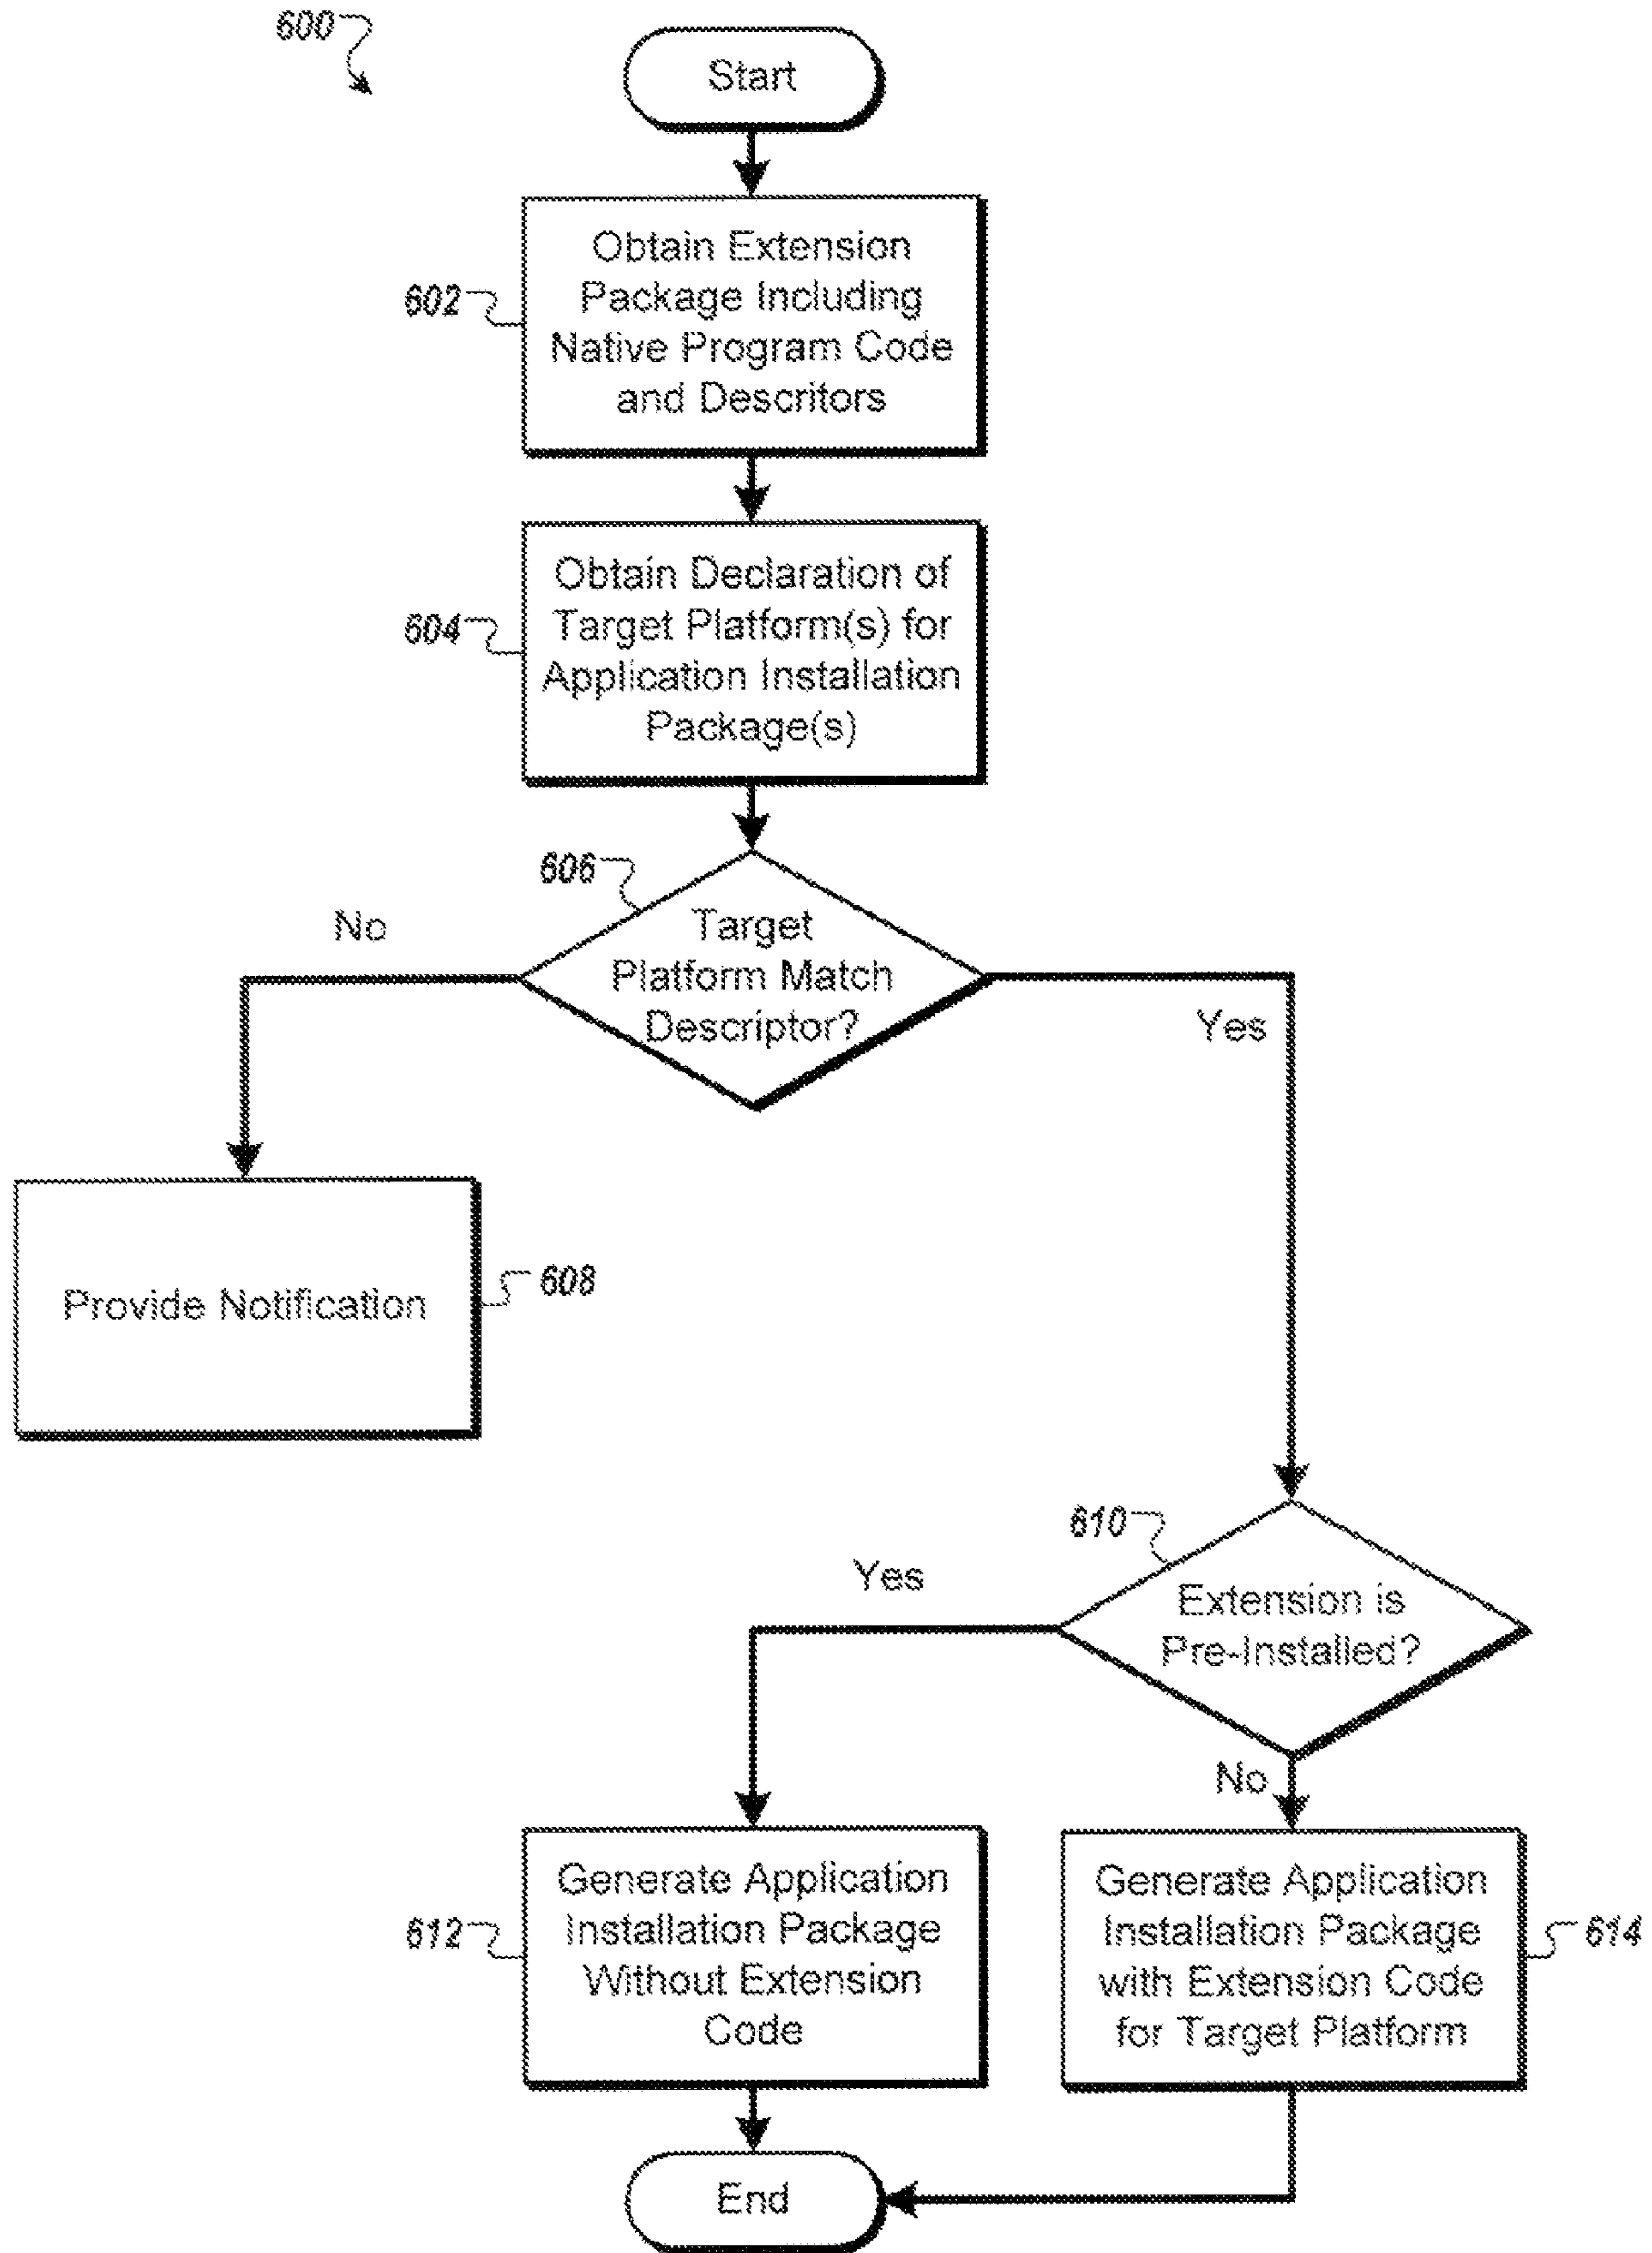 600
Start
602
Obtain Extension
Package Including
Native Program Code
and Descritors
604
Obtain Declaration of
Target Platform(s) for
Application Installation
Package(s)
606
No
Target
Platform Match
Descriptor?
Yes
Provide Notification
608
610
Yes
Extension is
Pre-Installed?
No
612
Generate Application
Installation Package
Without Extension
Code
Generate Application
Installation Package
with Extension Code
for Target Platform
614
End